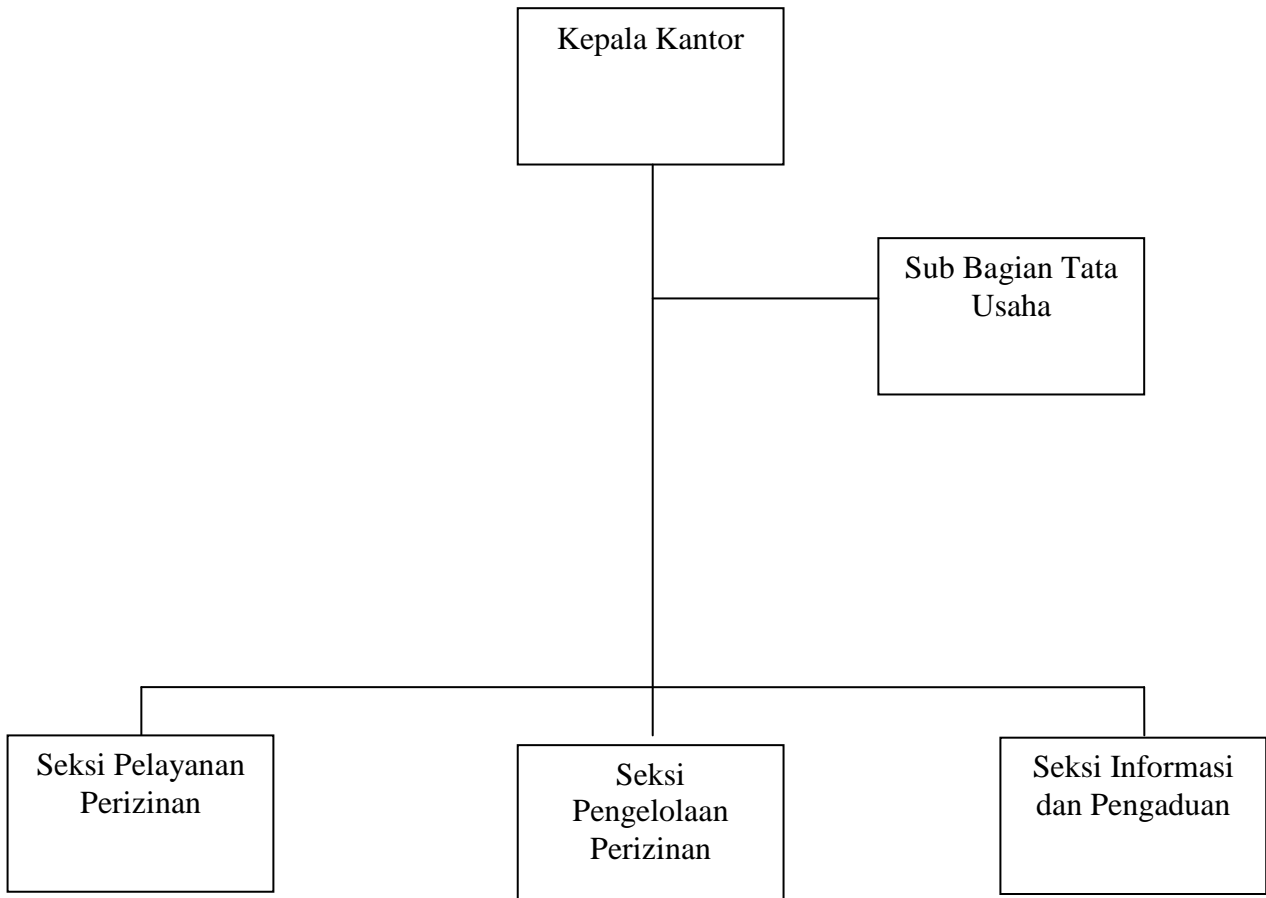 Kepala Kantor
Sub Bagian Tata
Usaha
Seksi Pelayanan
Perizinan
Seksi
Pengelolaan
Perizinan
Seksi Informasi
dan Pengaduan